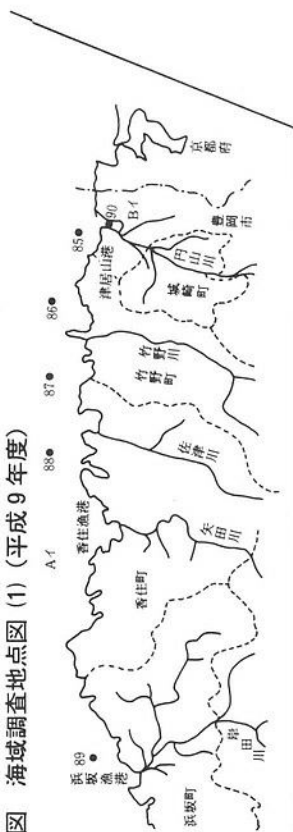 図　海域調査地点図 (1) (平成９年度)
Aイ
89
88
87
86
85
90
Bイ
浜坂漁港
香住漁港
津居山港
浜坂町
岸田川
香住町
矢田川
佐津川
竹野町
竹野川
城崎町
円山川
豊岡市
京都府